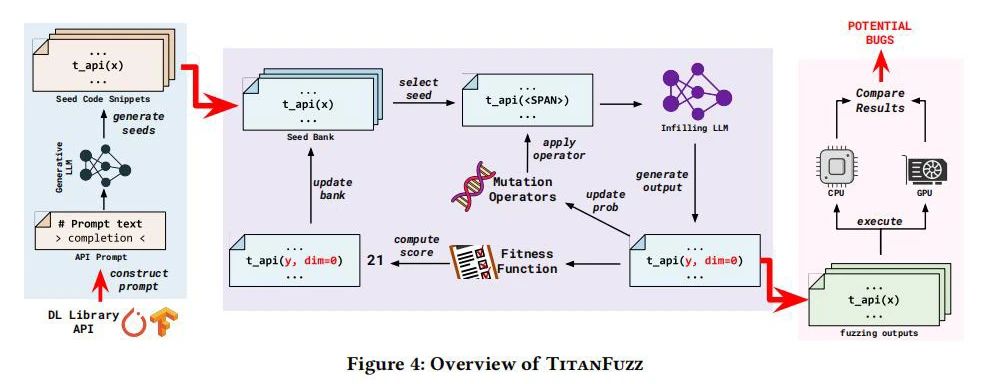 ...
t_api(x)
...
Seed Code Snippets
generate
seeds
Generative
LLM
# Prompt text
> completion <
API Prompt
construct
prompt
DL Library
API
...
t_api(x)
...
Seed Bank
select
seed
...
t_api(<SPAN>)
...
Infilling LLM
apply
operator
Mutation
Operators
generate
output
update
prob
update
bank
...
t_api(y, dim=0)
...
21
compute
score
Fitness
Function
...
t_api(y, dim=0)
...
POTENTIAL
BUGS
Compare
Results
CPU
GPU
execute
...
t_api(x)
...
fuzzing outputs
Figure 4: Overview of TITANFUZZ